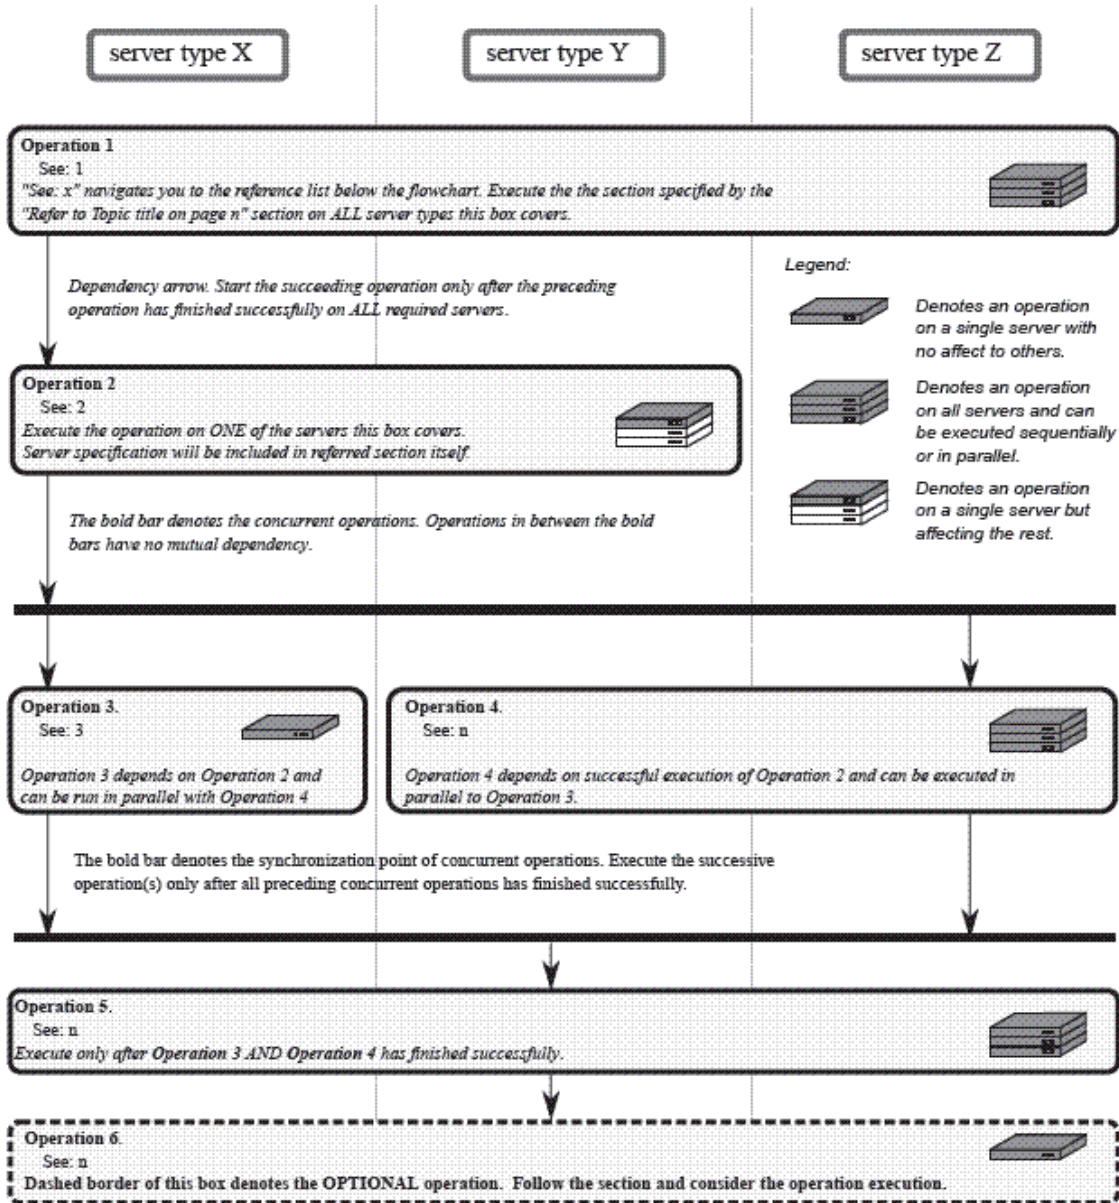 server type X
server type Y
server type Z
Operation 1
See: 1
"See: x" navigates you to the reference list below the flowchart. Execute the the section specified by the
"Refer to Topic title on page n" section on ALL server types this box covers.
Dependency arrow. Start the succeeding operation only after the preceding
operation has finished successfully on ALL required servers.
Legend:
Denotes an operation
on a single server with
no affect to others.
Denotes an operation
on all servers and can
be executed sequentially
or in parallel.
Denotes an operation
on a single server but
affecting the rest.
Operation 2
See: 2
Execute the operation on ONE of the servers this box covers.
Server specification will be included in referred section itself.
The bold bar denotes the concurrent operations. Operations in between the bold
bars have no mutual dependency.
Operation 3.
See: 3
Operation 3 depends on Operation 2 and
can be run in parallel with Operation 4
Operation 4.
See: n
Operation 4 depends on successful execution of Operation 2 and can be executed in
parallel to Operation 3.
The bold bar denotes the synchronization point of concurrent operations. Execute the successive
operation(s) only after all preceding concurrent operations has finished successfully.
Operation 5.
See: n
Execute only after Operation 3 AND Operation 4 has finished successfully.
Operation 6.
See: n
Dashed border of this box denotes the OPTIONAL operation. Follow the section and consider the operation execution.